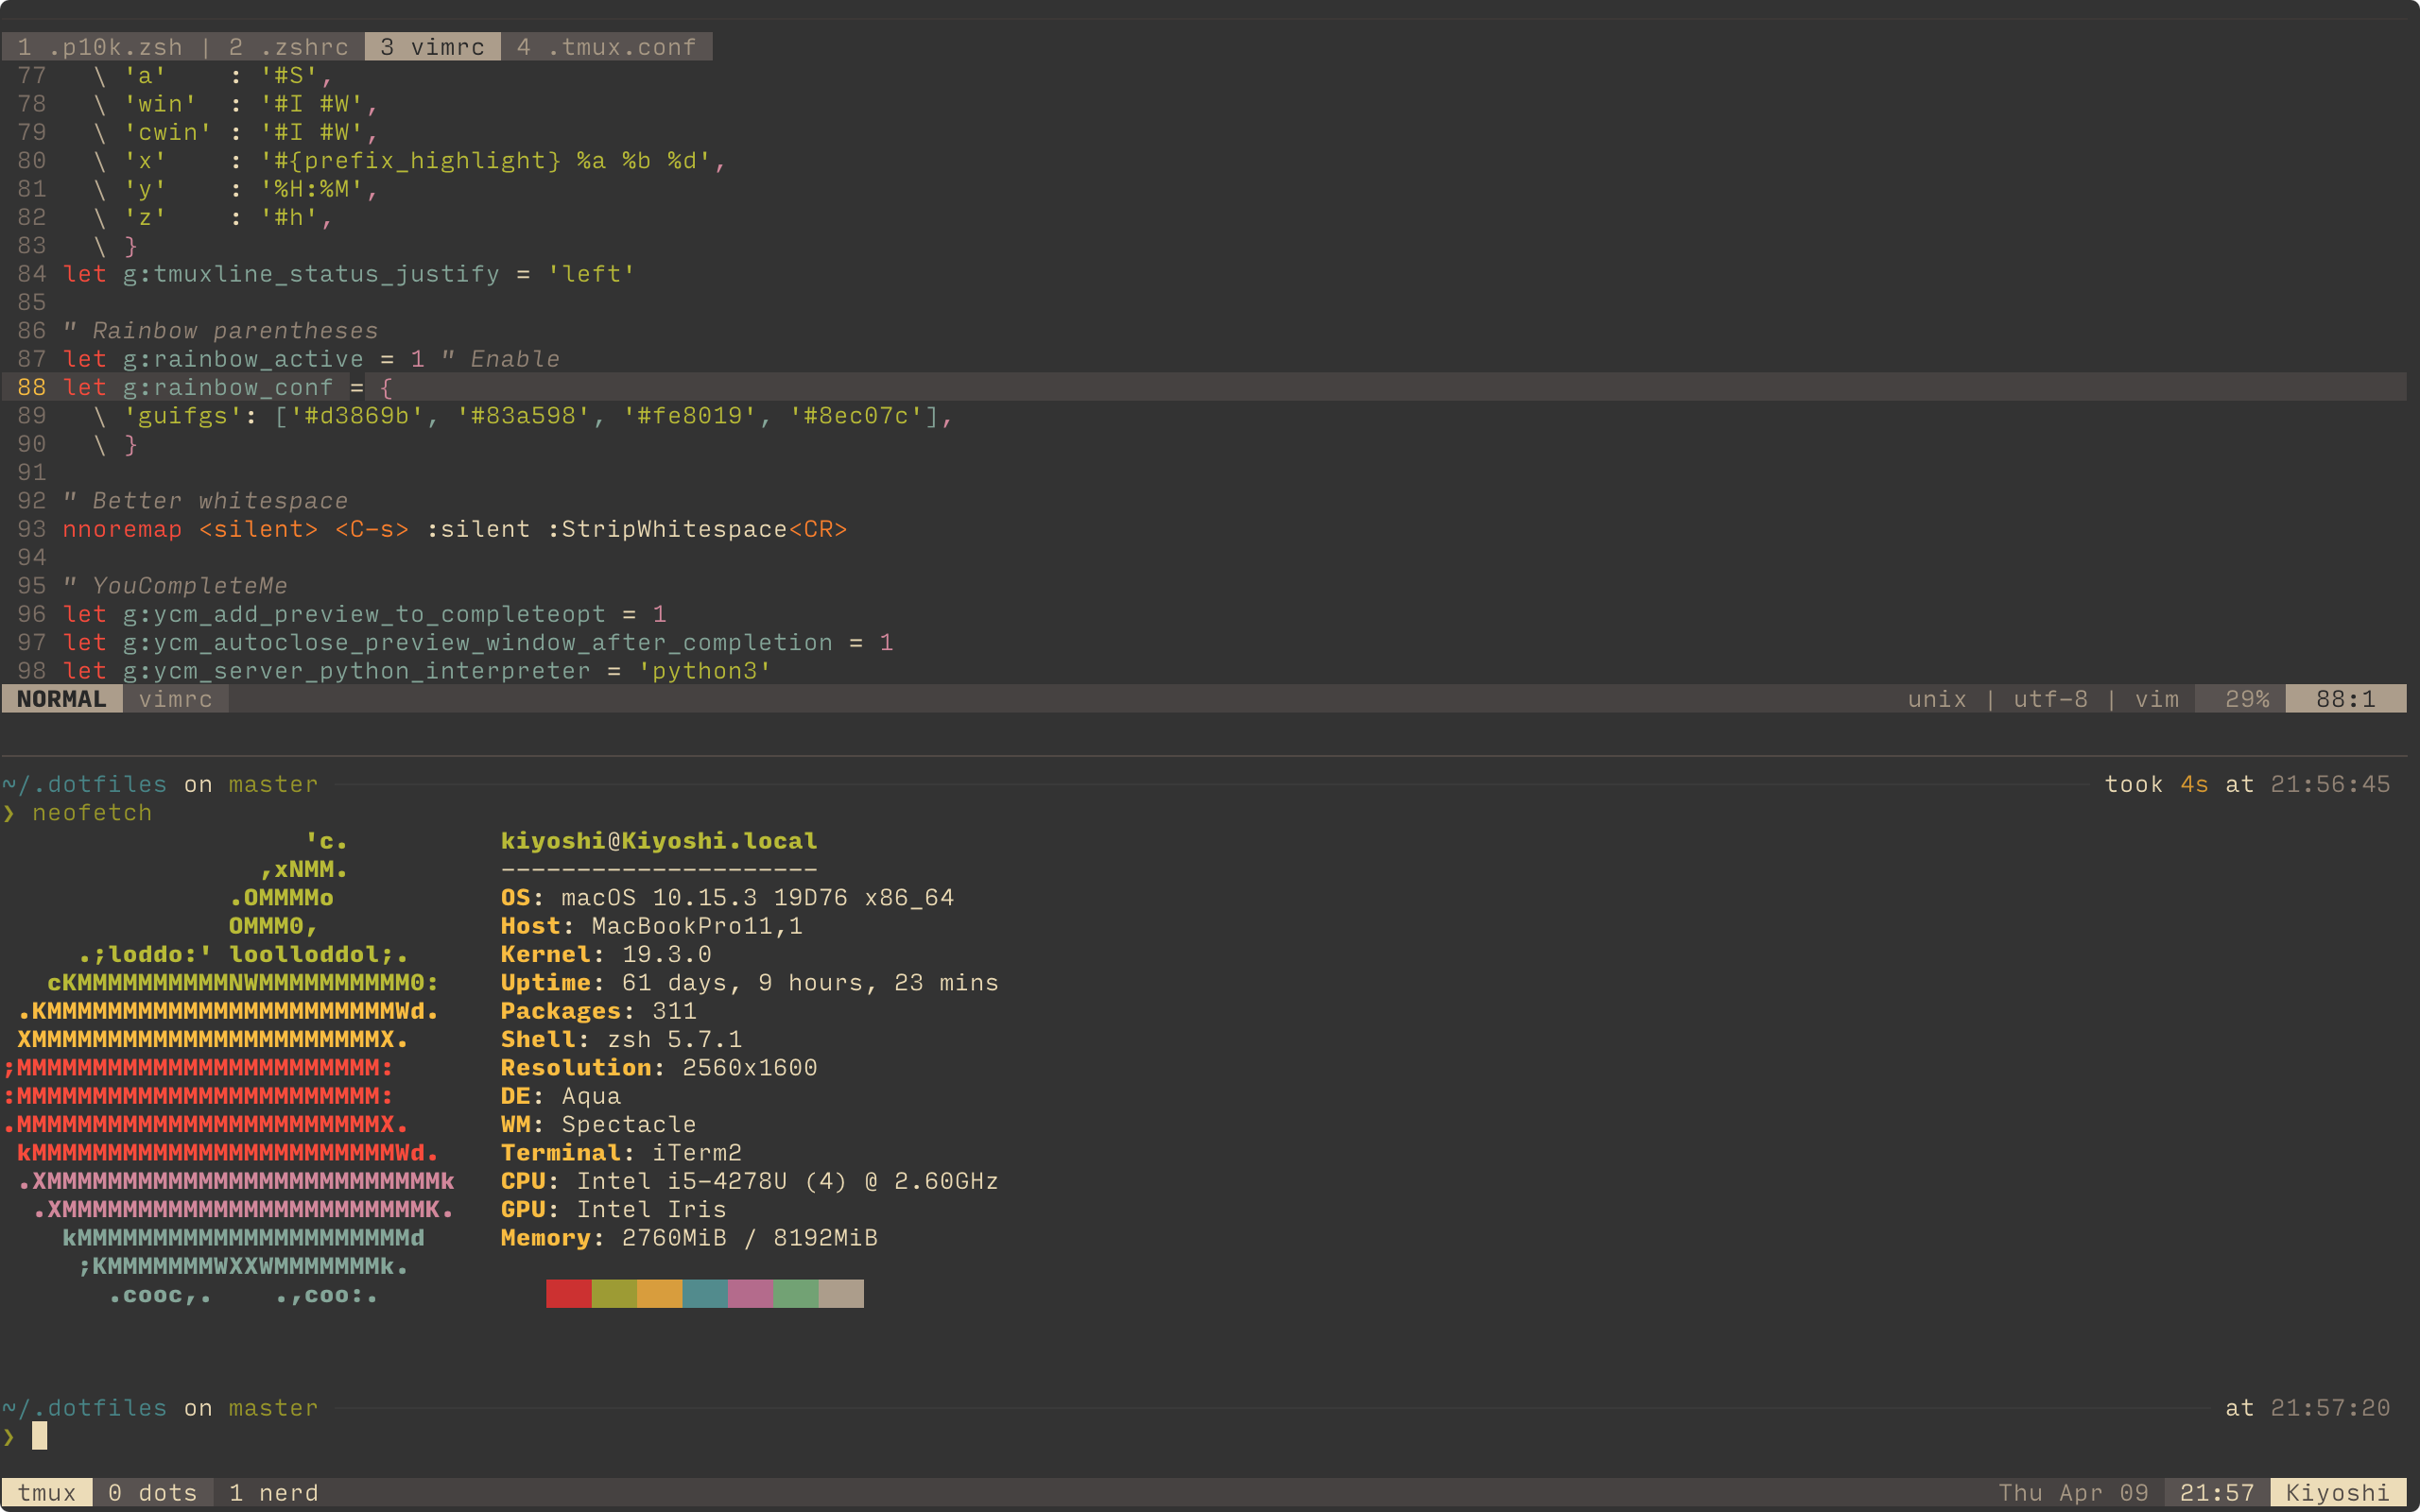 1 .p10k.zsh | 2 .zshrc 3 vimrc 4 .tmux.conf
77   \ 'a'    : '#S',
78   \ 'win'  : '#I #W',
79   \ 'cwin' : '#I #W',
80   \ 'x'    : '#{prefix_highlight} %a %b %d',
81   \ 'y'    : '%H:%M',
82   \ 'z'    : '#h',
83   \ }
84 let g:tmuxline_status_justify = 'left'
85
86 " Rainbow parentheses
87 let g:rainbow_active = 1 " Enable
88 let g:rainbow_conf = {
89   \ 'guifgs': ['#d3869b', '#83a598', '#fe8019', '#8ec07c'],
90   \ }
91
92 " Better whitespace
93 nnoremap <silent> <C-s> :silent :StripWhitespace<CR>
94
95 " YouCompleteMe
96 let g:ycm_add_preview_to_completeopt = 1
97 let g:ycm_autoclose_preview_window_after_completion = 1
98 let g:ycm_server_python_interpreter = 'python3'
NORMAL vimrc unix | utf-8 | vim 29% 88:1
~/.dotfiles on master took 4s at 21:56:45
❯ neofetch
                    'c.          kiyoshi@Kiyoshi.local
                 ,xNMM.          ---------------------
               .OMMMMo           OS: macOS 10.15.3 19D76 x86_64
               OMMM0,            Host: MacBookPro11,1
     .;loddo:' loolloddol;.      Kernel: 19.3.0
   cKMMMMMMMMMMNWMMMMMMMMMM0:    Uptime: 61 days, 9 hours, 23 mins
 .KMMMMMMMMMMMMMMMMMMMMMMMWd.    Packages: 311
 XMMMMMMMMMMMMMMMMMMMMMMMX.      Shell: zsh 5.7.1
;MMMMMMMMMMMMMMMMMMMMMMMM:       Resolution: 2560x1600
:MMMMMMMMMMMMMMMMMMMMMMMM:       DE: Aqua
.MMMMMMMMMMMMMMMMMMMMMMMMX.      WM: Spectacle
 kMMMMMMMMMMMMMMMMMMMMMMMMWd.    Terminal: iTerm2
 .XMMMMMMMMMMMMMMMMMMMMMMMMMMk   CPU: Intel i5-4278U (4) @ 2.60GHz
  .XMMMMMMMMMMMMMMMMMMMMMMMMK.   GPU: Intel Iris
    kMMMMMMMMMMMMMMMMMMMMMMd     Memory: 2760MiB / 8192MiB
     ;KMMMMMMMWXXWMMMMMMMk.
       .cooc,.    .,coo:.
~/.dotfiles on master at 21:57:20
❯
tmux 0 dots 1 nerd Thu Apr 09 21:57 Kiyoshi